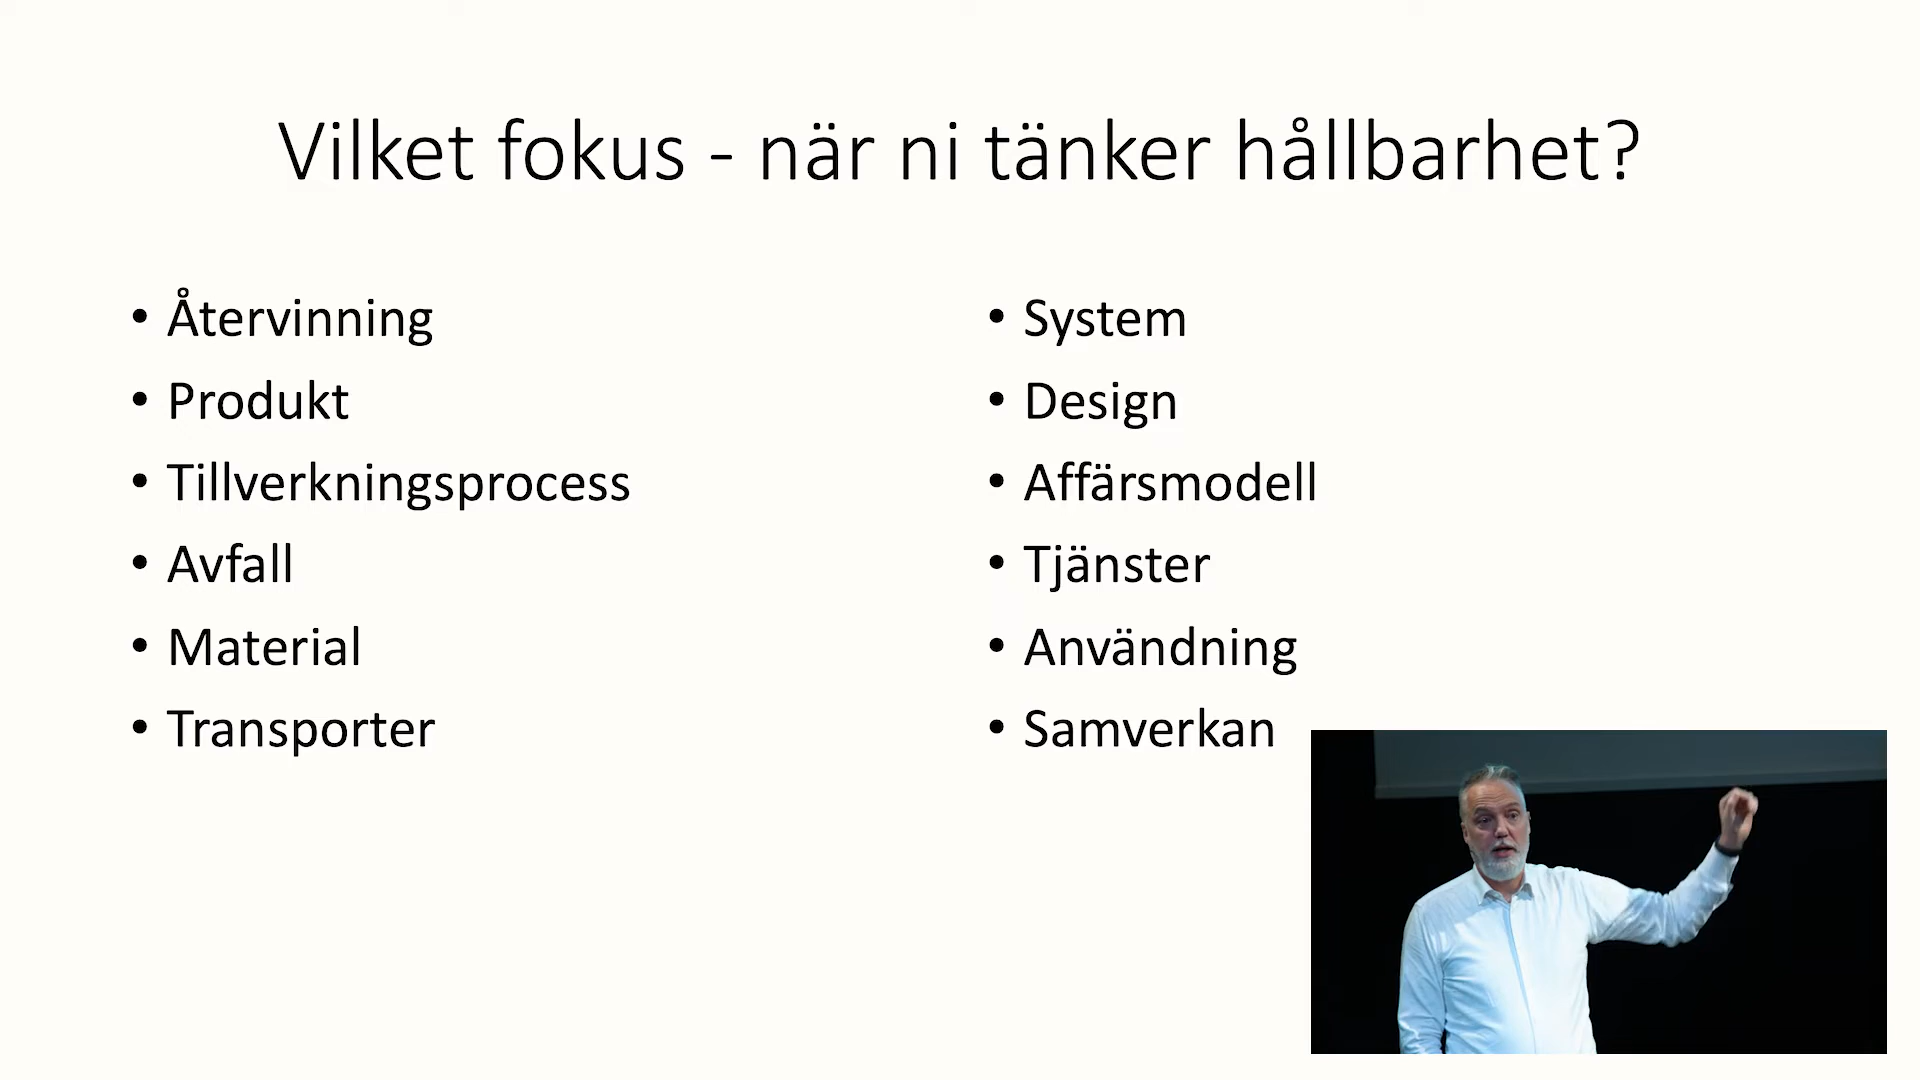 Vilket fokus - när ni tänker hållbarhet?
• Återvinning
• Produkt
• Tillverkningsprocess
• Avfall
• Material
• Transporter
• System
• Design
• Affärsmodell
• Tjänster
• Användning
• Samverkan